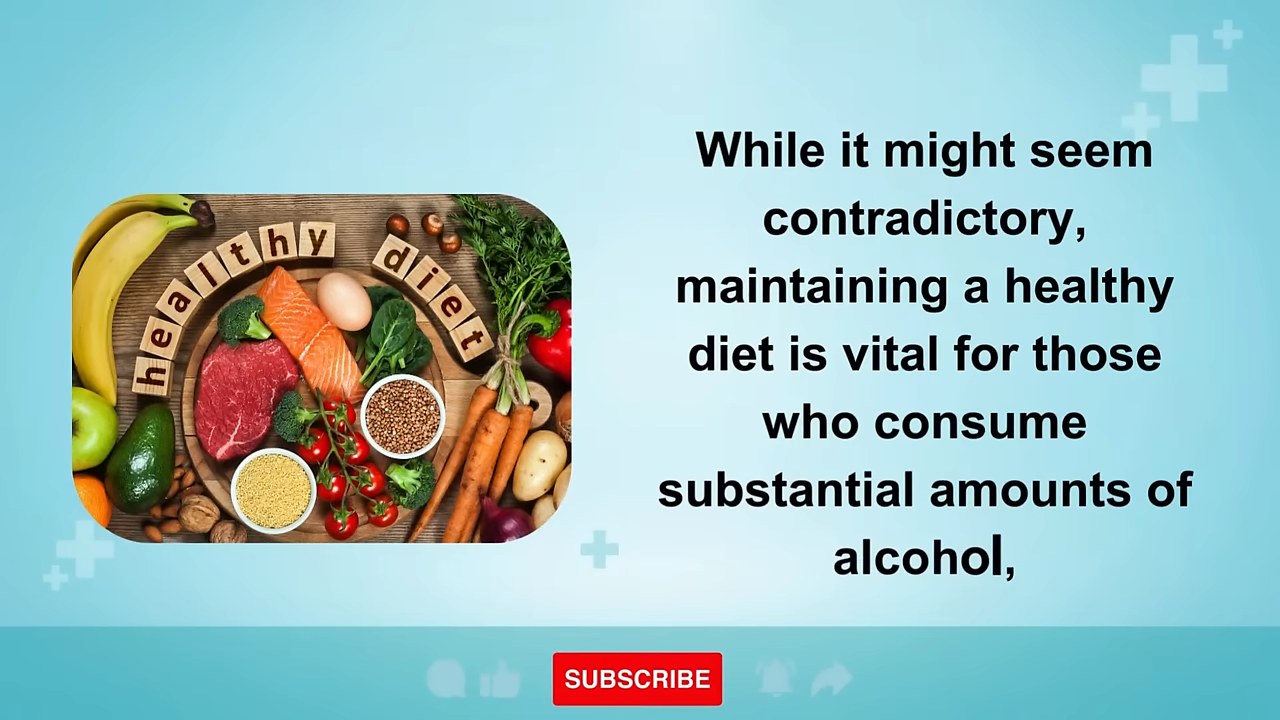 healthy diet
While it might seem
contradictory,
maintaining a healthy
diet is vital for those
who consume
substantial amounts of
alcohol,
SUBSCRIBE